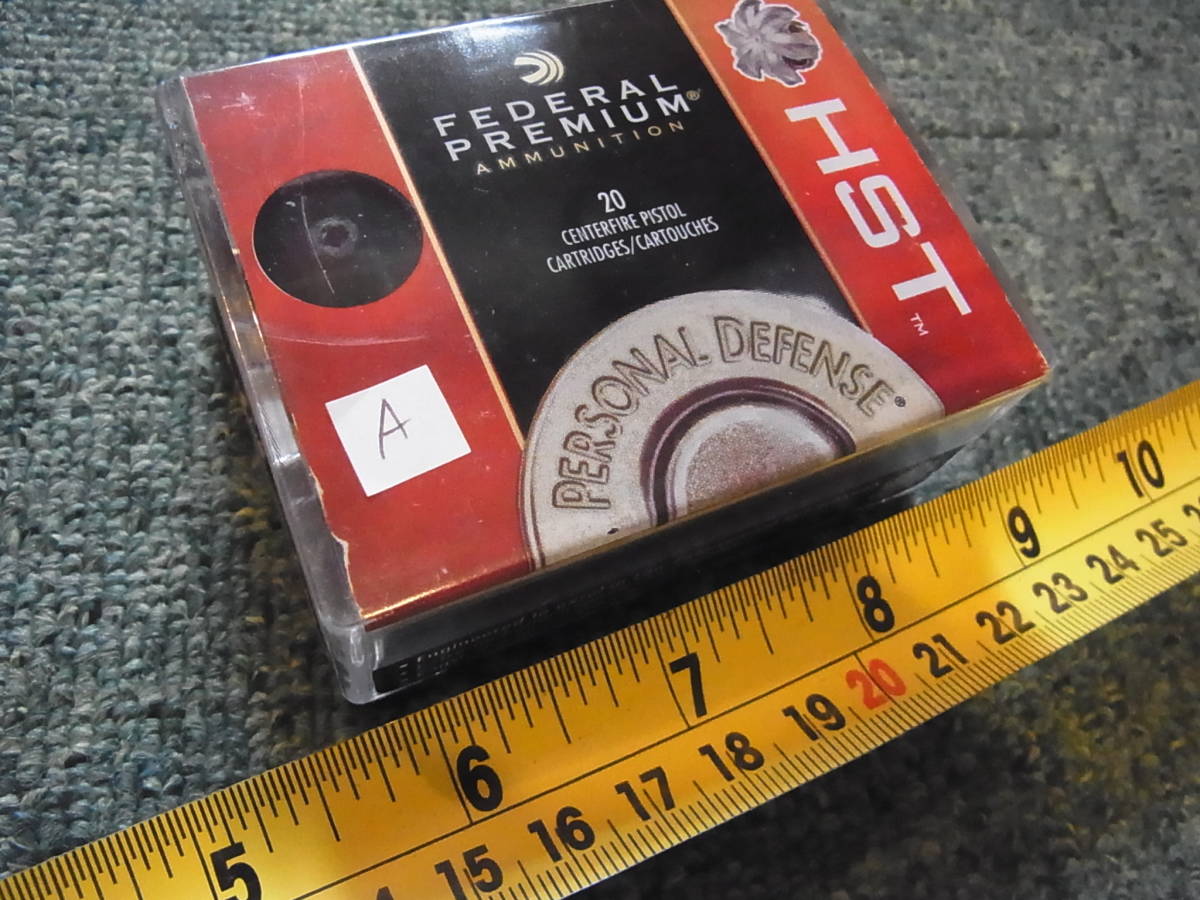 FEDERAL
PREMIUM®
AMMUNITION
20
CENTERFIRE PISTOL
CARTRIDGES/CARTOUCHES
HST™
PERSONAL DEFENSE®
A
5 6 7 8 9 10
15 16 17 18 19 20 21 22 23 24 25